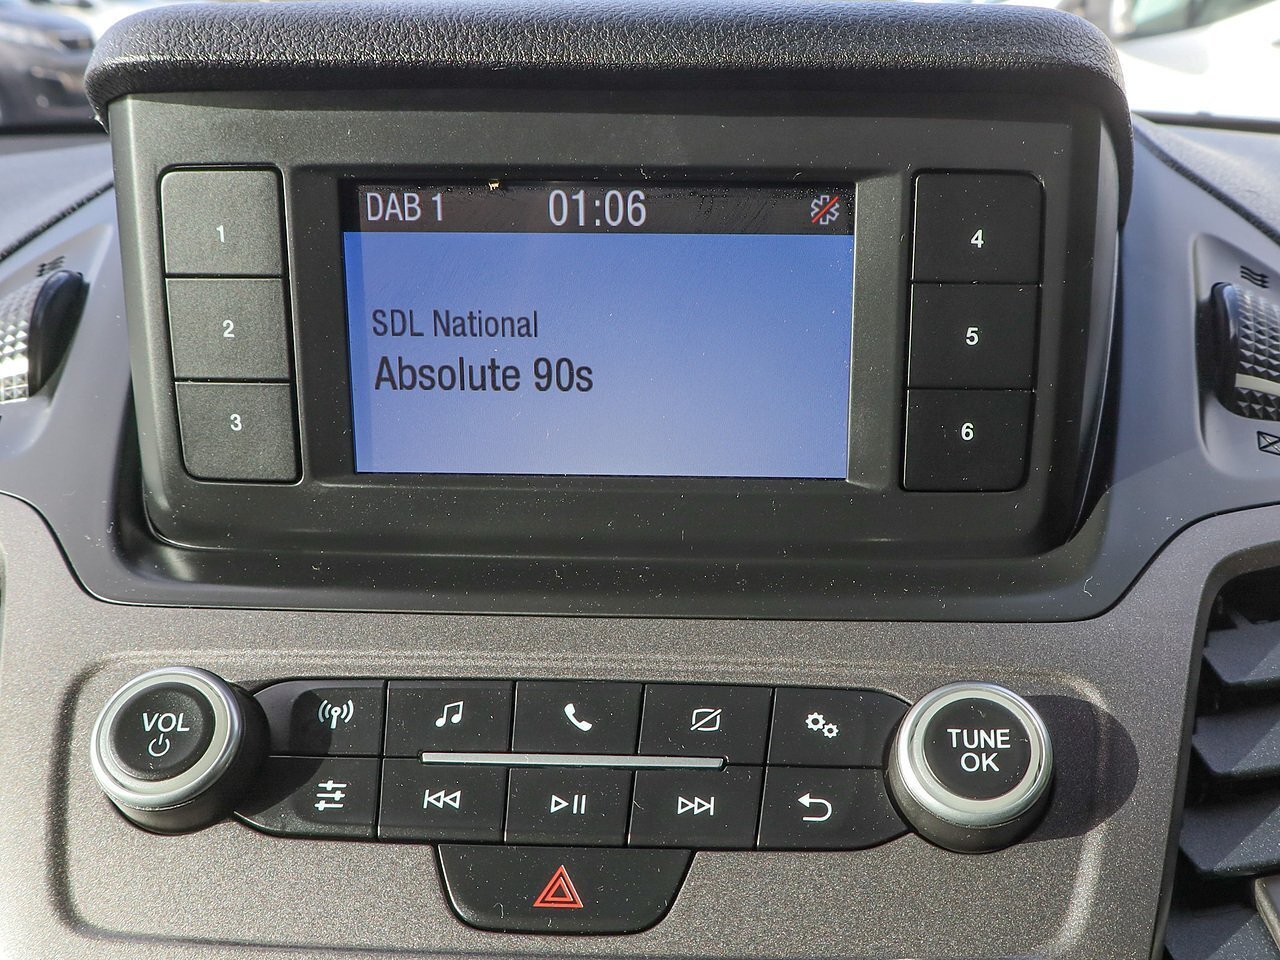 DAB 1 01:06
SDL National
Absolute 90s
1
2
3
4
5
6
VOL
TUNE
OK